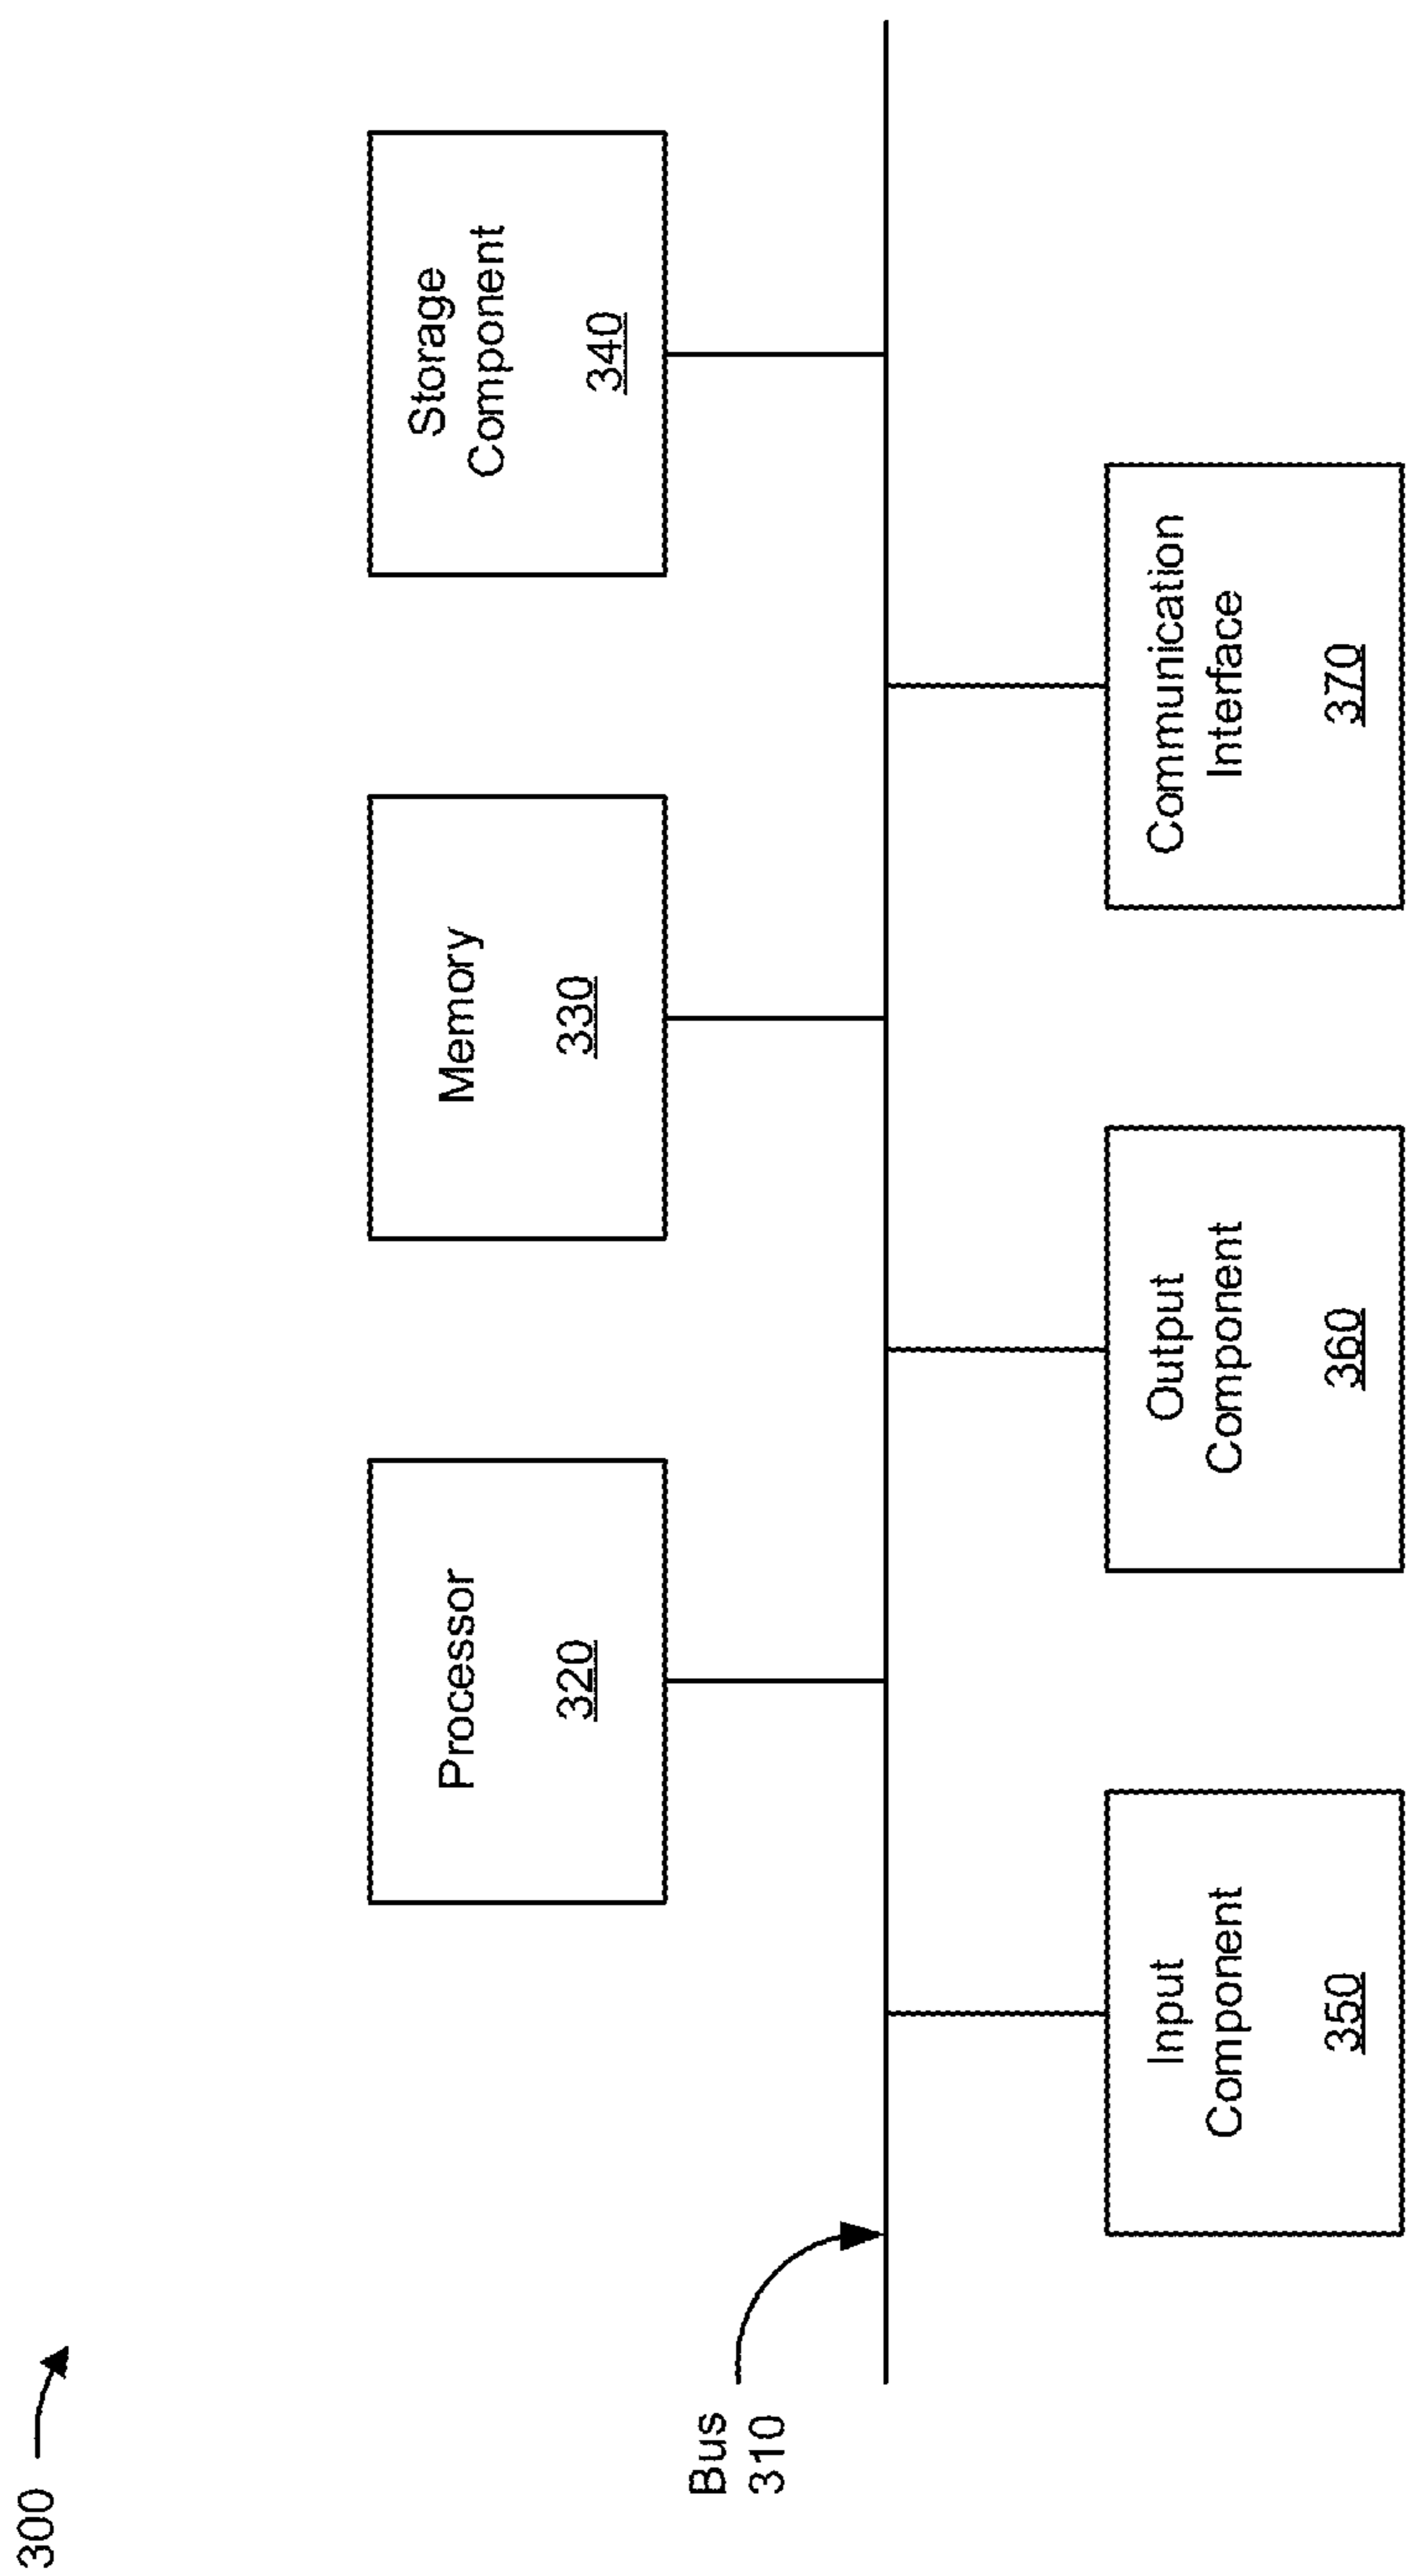 300
Processor
320
Memory
330
Storage
Component
340
Bus
310
Input
Component
350
Output
Component
360
Communication
Interface
370